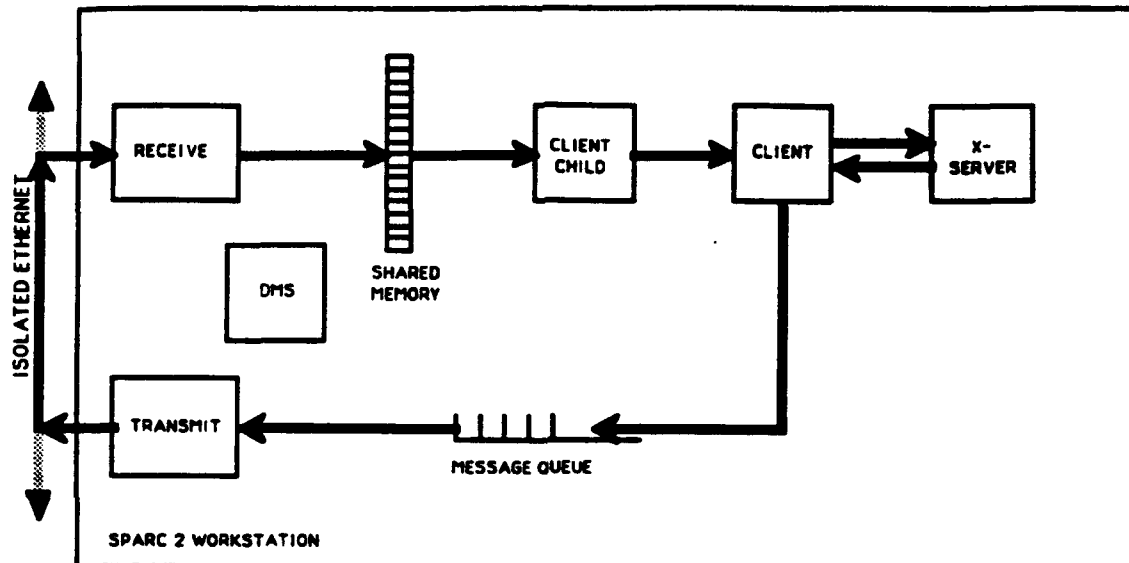 RECEIVE
CLIENT
CHILD
CLIENT
X-
SERVER
ISOLATED ETHERNET
DMS
SHARED
MEMORY
TRANSMIT
MESSAGE QUEUE
SPARC 2 WORKSTATION